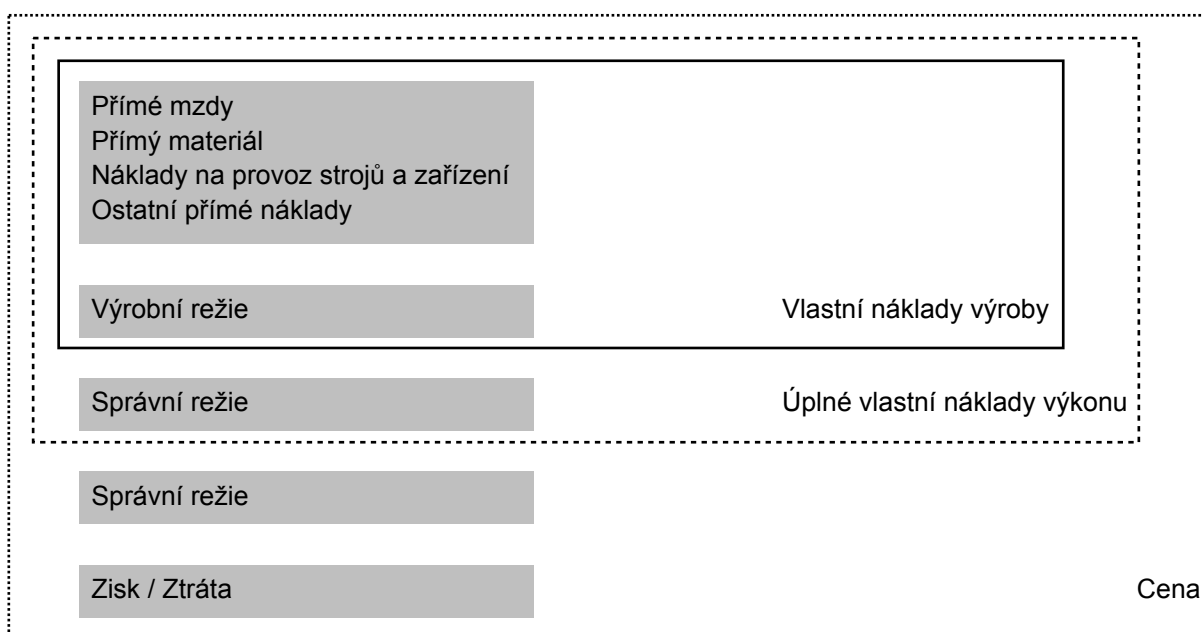 Přímé mzdy
Přímý materiál
Náklady na provoz strojů a zařízení
Ostatní přímé náklady
Výrobní režie
Vlastní náklady výroby
Správní režie
Úplné vlastní náklady výkonu
Správní režie
Zisk / Ztráta
Cena